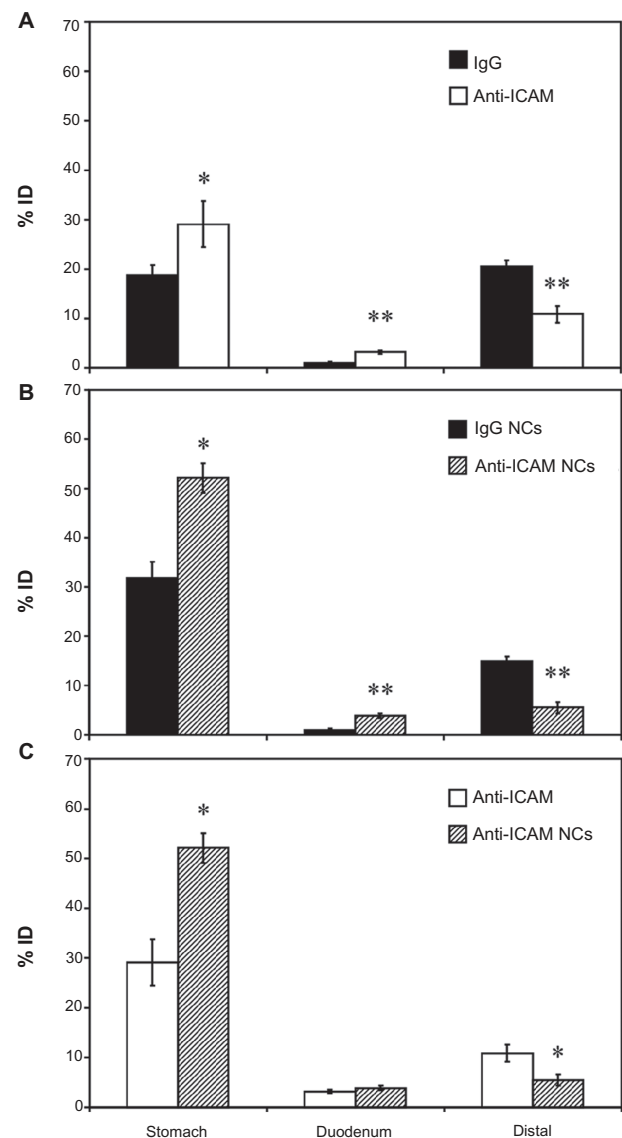 A
70
60
50
40
30
20
10
0
% ID
IgG
Anti-ICAM
*
**
**
B
70
60
50
40
30
20
10
0
% ID
IgG NCs
Anti-ICAM NCs
*
**
**
C
70
60
50
40
30
20
10
0
% ID
Anti-ICAM
Anti-ICAM NCs
*
*
Stomach Duodenum Distal